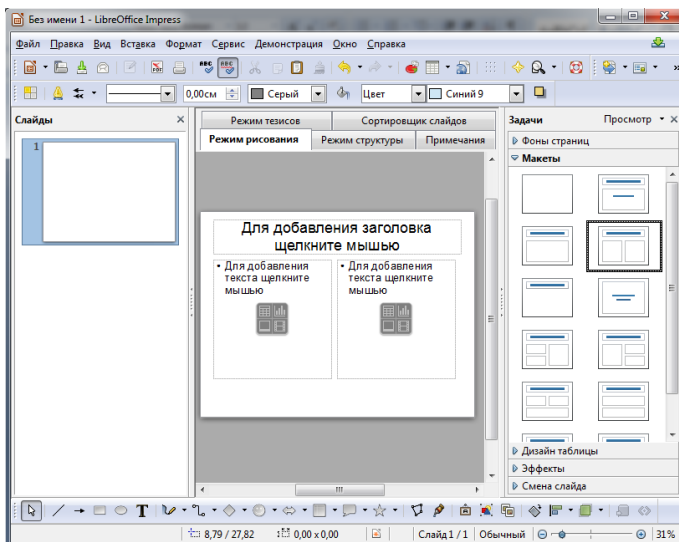 Без имени 1 - LibreOffice Impress
Файл Правка Вид Вставка Формат Сервис Демонстрация Окно Справка
0,00см Серый Цвет Синий 9
Слайды
Режим тезисов Сортировщик слайдов
Режим рисования Режим структуры Примечания
Задачи Просмотр
Фоны страниц
Макеты
1
Для добавления заголовка
щелкните мышью
• Для добавления
текста щелкните
мышью
• Для добавления
текста щелкните
мышью
Дизайн таблицы
Эффекты
Смена слайда
8,79 / 27,82 0,00 x 0,00 Слайд 1 / 1 Обычный 31%